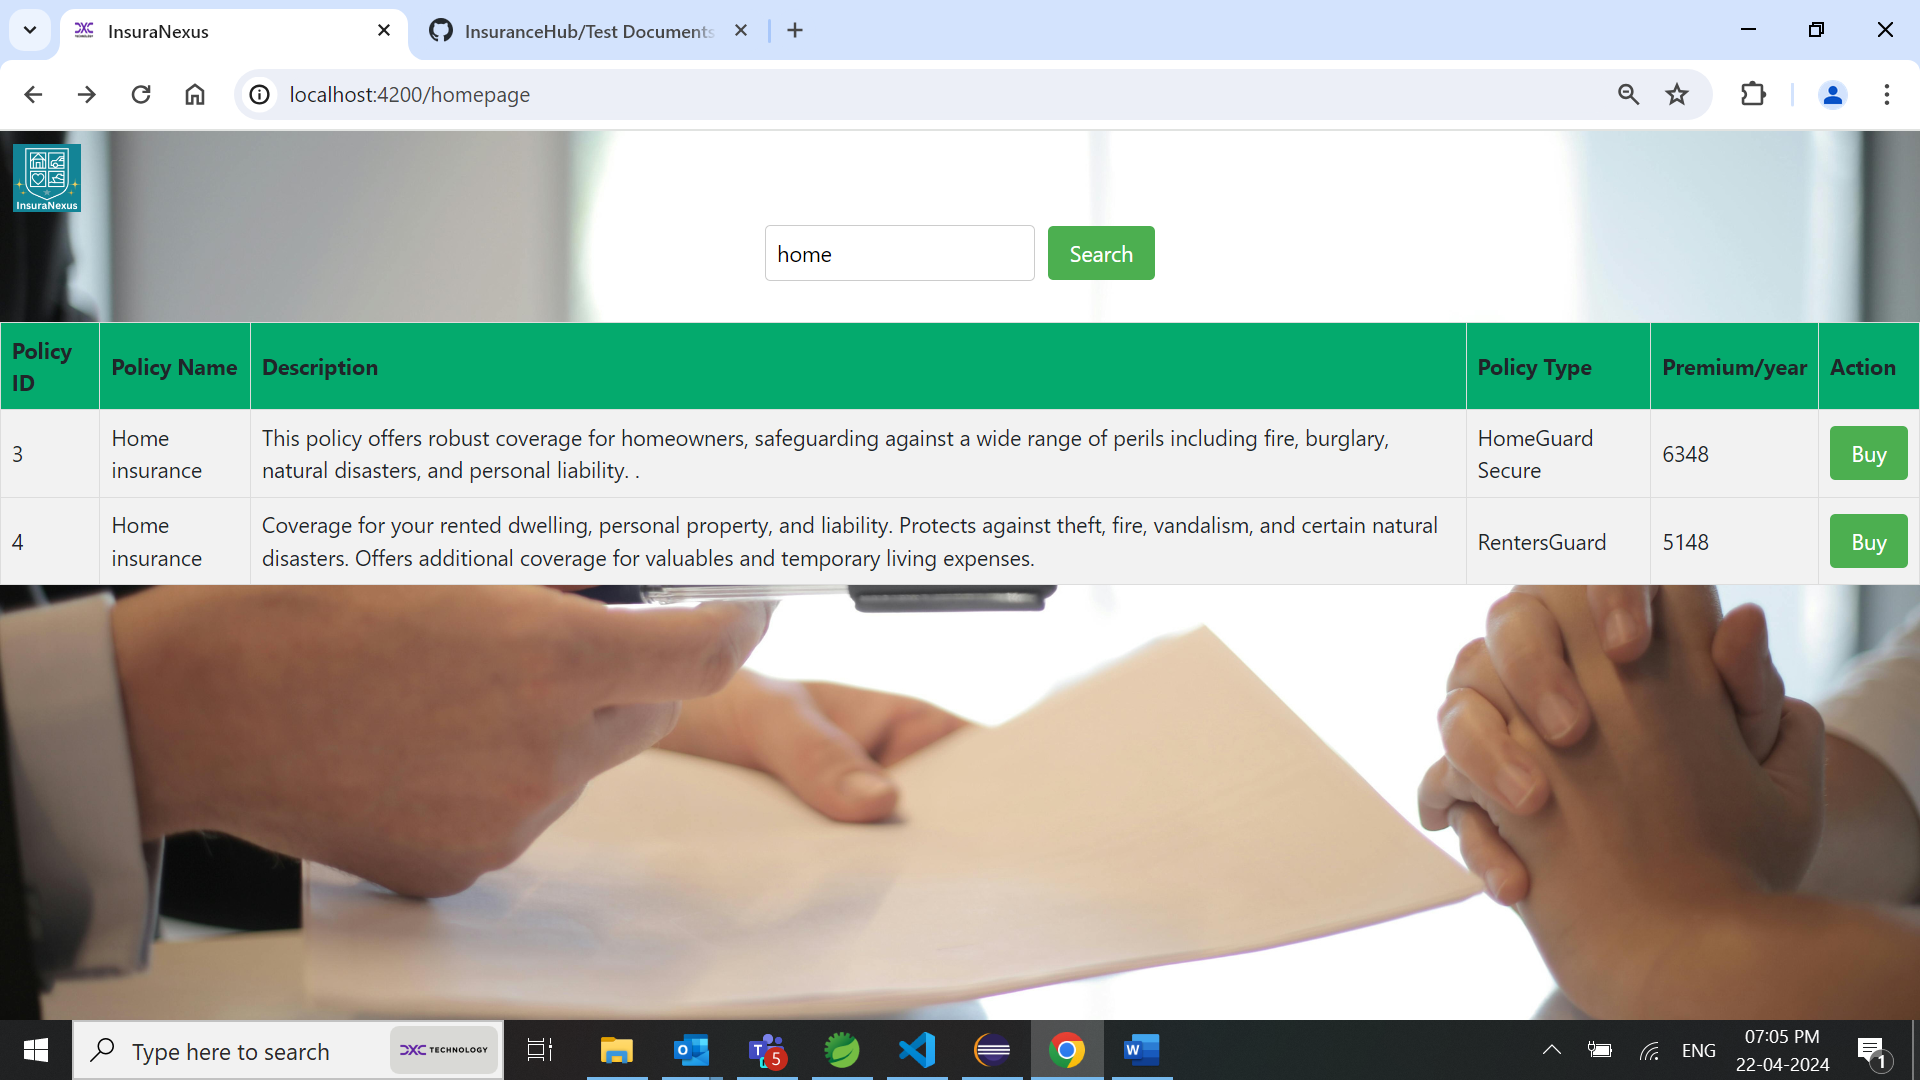 InsuraNexus
InsuranceHub/Test Documents
localhost:4200/homepage
InsuraNexus
home
Search
Policy ID
Policy Name
Description
Policy Type
Premium/year
Action
3
Home
insurance
This policy offers robust coverage for homeowners, safeguarding against a wide range of perils including fire, burglary,
natural disasters, and personal liability. .
HomeGuard
Secure
6348
Buy
4
Home
insurance
Coverage for your rented dwelling, personal property, and liability. Protects against theft, fire, vandalism, and certain natural
disasters. Offers additional coverage for valuables and temporary living expenses.
RentersGuard
5148
Buy
Type here to search
DXC TECHNOLOGY
5
ENG
07:05 PM
22-04-2024
1